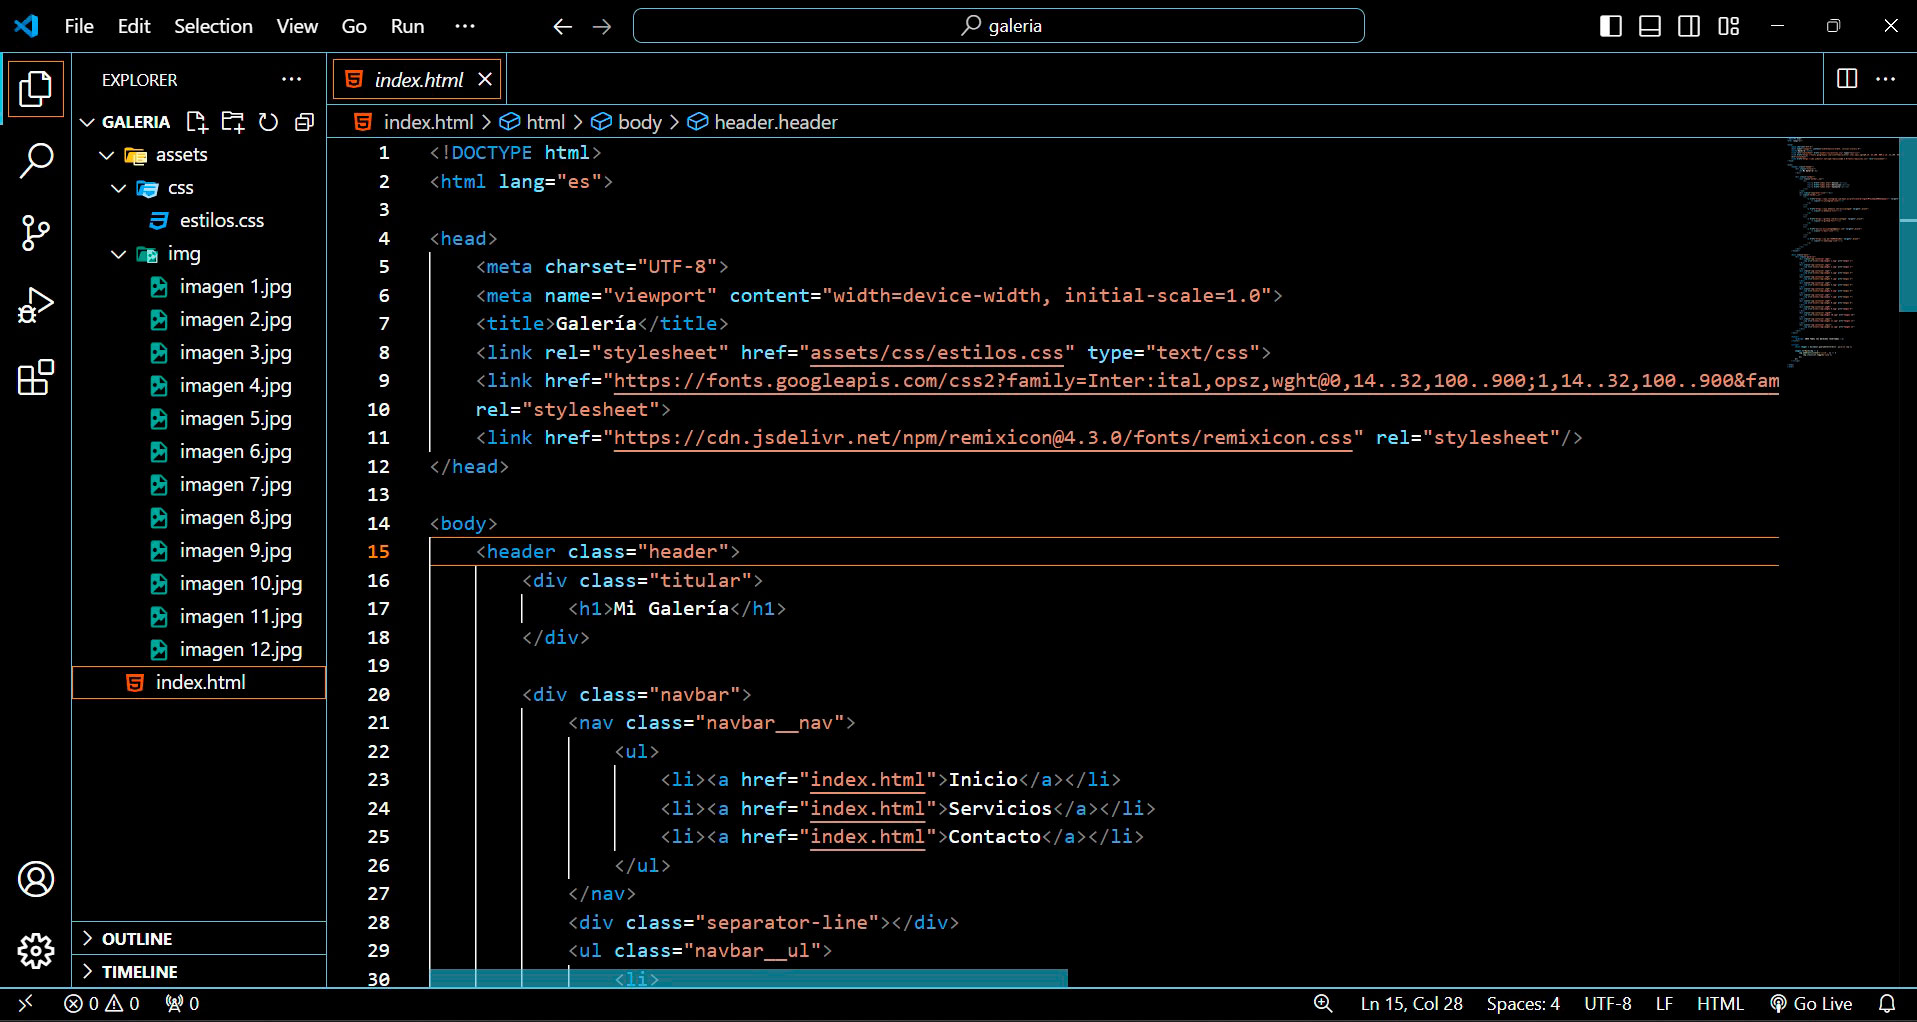 File Edit Selection View Go Run
galeria
EXPLORER
GALERIA
assets
css
estilos.css
img
imagen 1.jpg
imagen 2.jpg
imagen 3.jpg
imagen 4.jpg
imagen 5.jpg
imagen 6.jpg
imagen 7.jpg
imagen 8.jpg
imagen 9.jpg
imagen 10.jpg
imagen 11.jpg
imagen 12.jpg
index.html
OUTLINE
TIMELINE
index.html
index.html > html > body > header.header
1 <!DOCTYPE html>
2 <html lang="es">
3
4 <head>
5 <meta charset="UTF-8">
6 <meta name="viewport" content="width=device-width, initial-scale=1.0">
7 <title>Galería</title>
8 <link rel="stylesheet" href="assets/css/estilos.css" type="text/css">
9 <link href="https://fonts.googleapis.com/css2?family=Inter:ital,opsz,wght@0,14..32,100..900;1,14..32,100..900&fam
10 rel="stylesheet">
11 <link href="https://cdn.jsdelivr.net/npm/remixicon@4.3.0/fonts/remixicon.css" rel="stylesheet"/>
12 </head>
13
14 <body>
15 <header class="header">
16 <div class="titular">
17 <h1>Mi Galería</h1>
18 </div>
19
20 <div class="navbar">
21 <nav class="navbar__nav">
22 <ul>
23 <li><a href="index.html">Inicio</a></li>
24 <li><a href="index.html">Servicios</a></li>
25 <li><a href="index.html">Contacto</a></li>
26 </ul>
27 </nav>
28 <div class="separator-line"></div>
29 <ul class="navbar__ul">
30 <li>
0 0 0 Ln 15, Col 28 Spaces: 4 UTF-8 LF HTML Go Live